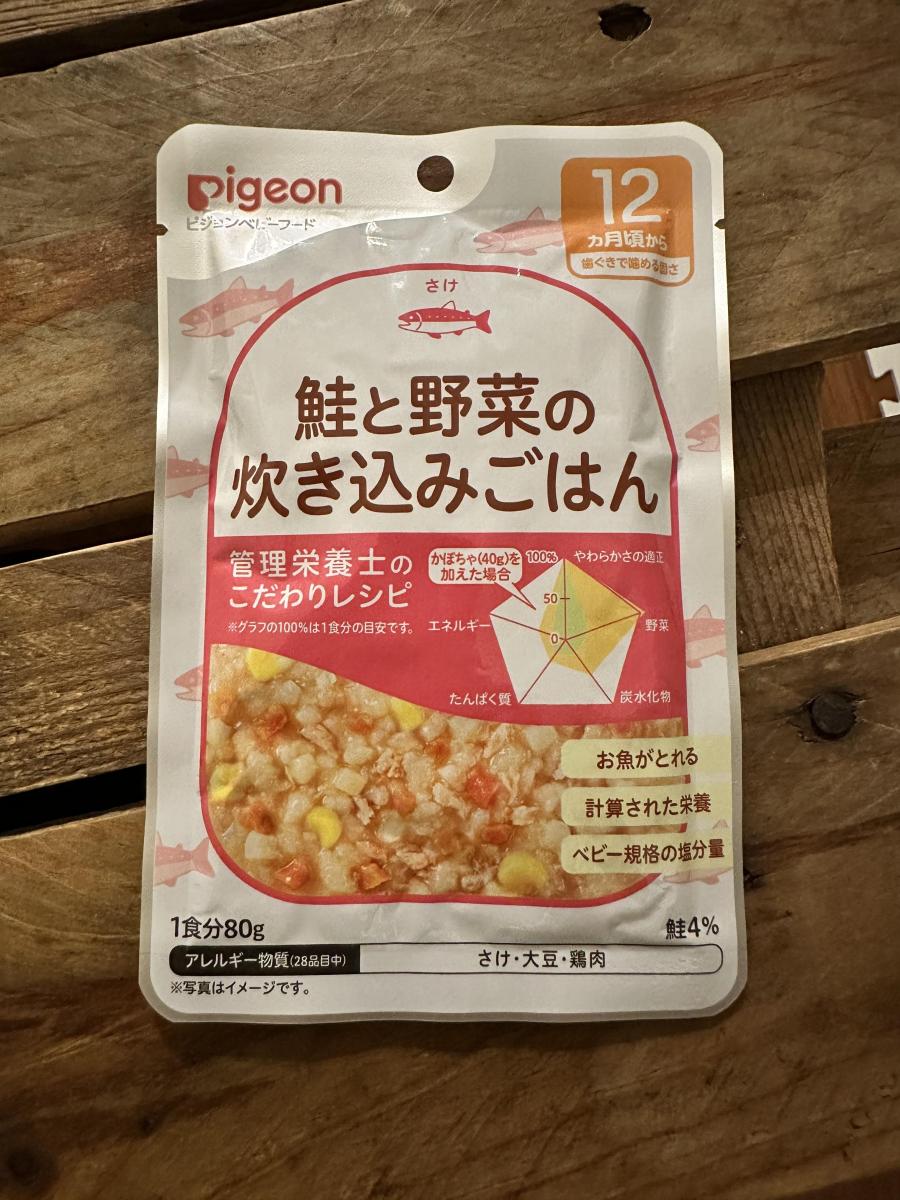 Pigeon
ピジョンベビーフード
12
ヵ月頃から
歯ぐきで噛める固さ
さけ
鮭と野菜の
炊き込みごはん
管理栄養士の
こだわりレシピ
※グラフの100%は1食分の目安です。
かぼちゃ(40g)を
加えた場合
100%
やわらかさの適正
50
0
エネルギー
野菜
たんぱく質
炭水化物
お魚がとれる
計算された栄養
ベビー規格の塩分量
1食分80g
鮭4%
アレルギー物質(28品目中)
さけ・大豆・鶏肉
※写真はイメージです。